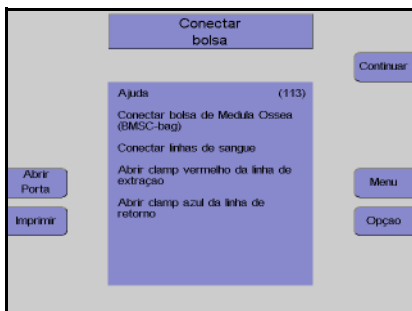 Conectar
bolsa
Continuar
Ajuda (113)
Conectar bolsa de Medula Ossea
(BMSC-bag)
Conectar linhas de sangue
Abrir clamp vermelho da linha de
extraçao
Abrir clamp azul da linha de
retorno
Abrir
Porta
Imprimir
Menu
Opçao